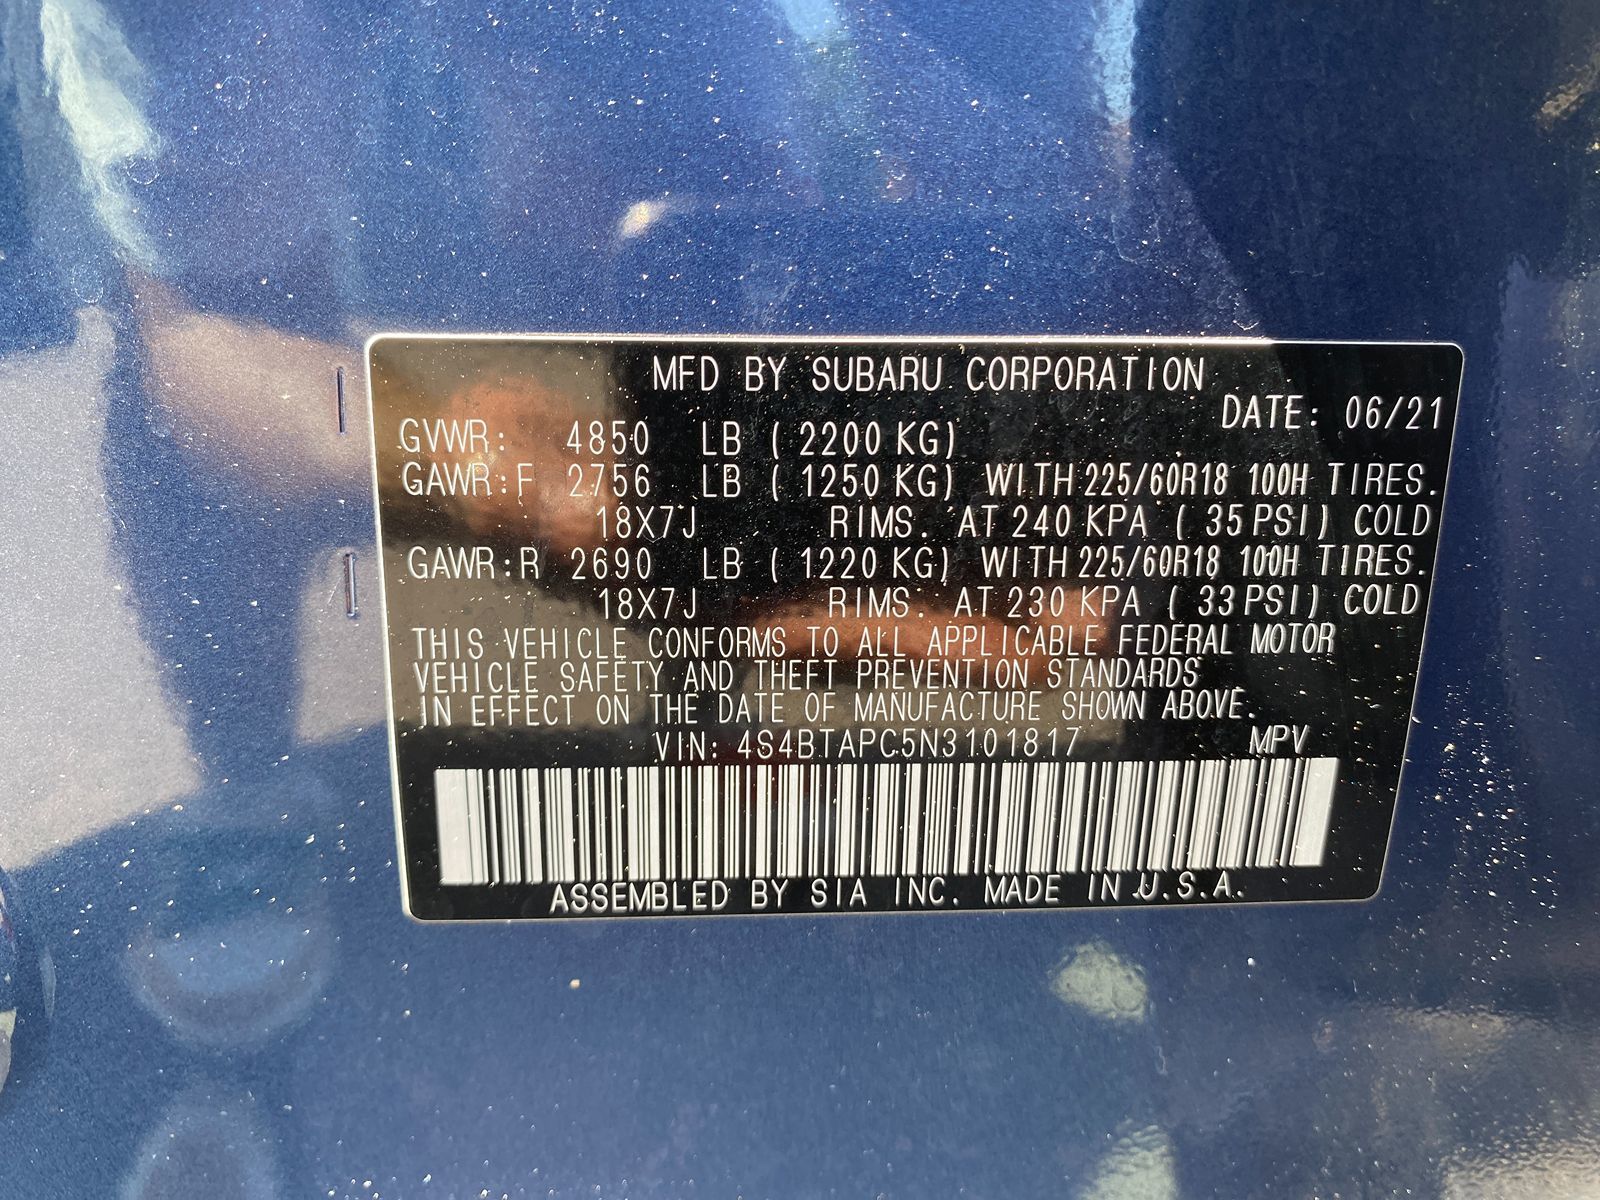 MFD BY SUBARU CORPORATION
DATE: 06/21
GVWR: 4850 LB ( 2200 KG)
GAWR:F 2756 LB ( 1250 KG) WITH 225/60R18 100H TIRES.
18X7J RIMS. AT 240 KPA ( 35 PSI) COLD
GAWR:R 2690 LB ( 1220 KG) WITH 225/60R18 100H TIRES.
18X7J RIMS. AT 230 KPA ( 33 PSI) COLD
THIS VEHICLE CONFORMS TO ALL APPLICABLE FEDERAL MOTOR
VEHICLE SAFETY AND THEFT PREVENTION STANDARDS
IN EFFECT ON THE DATE OF MANUFACTURE SHOWN ABOVE.
VIN: 4S4BTAPC5N3101817 MPV
ASSEMBLED BY SIA INC. MADE IN U.S.A.